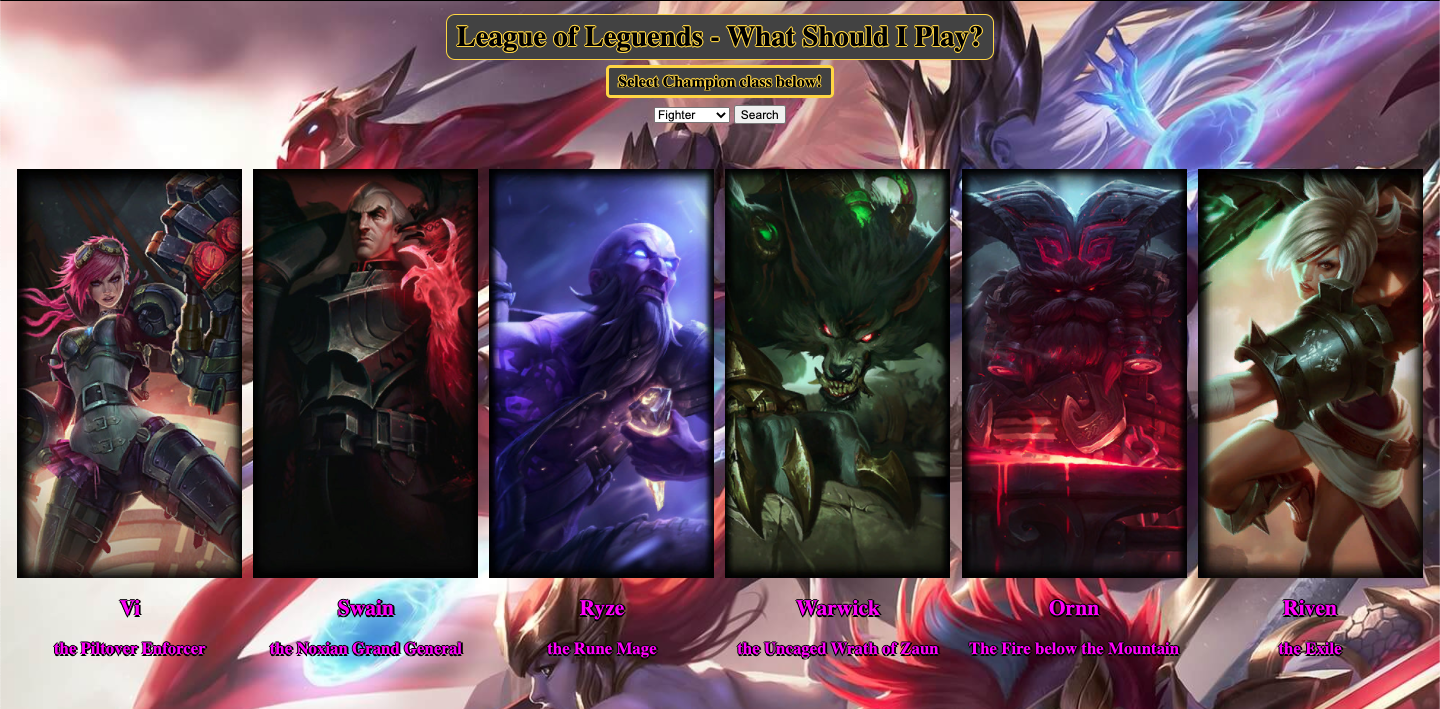 League of Leguends - What Should I Play?
Select Champion class below!
Fighter Search
Vi Swain Ryze Warwick Ornn Riven
the Piltover Enforcer the Noxian Grand General the Rune Mage the Uncaged Wrath of Zaun The Fire below the Mountain the Exile